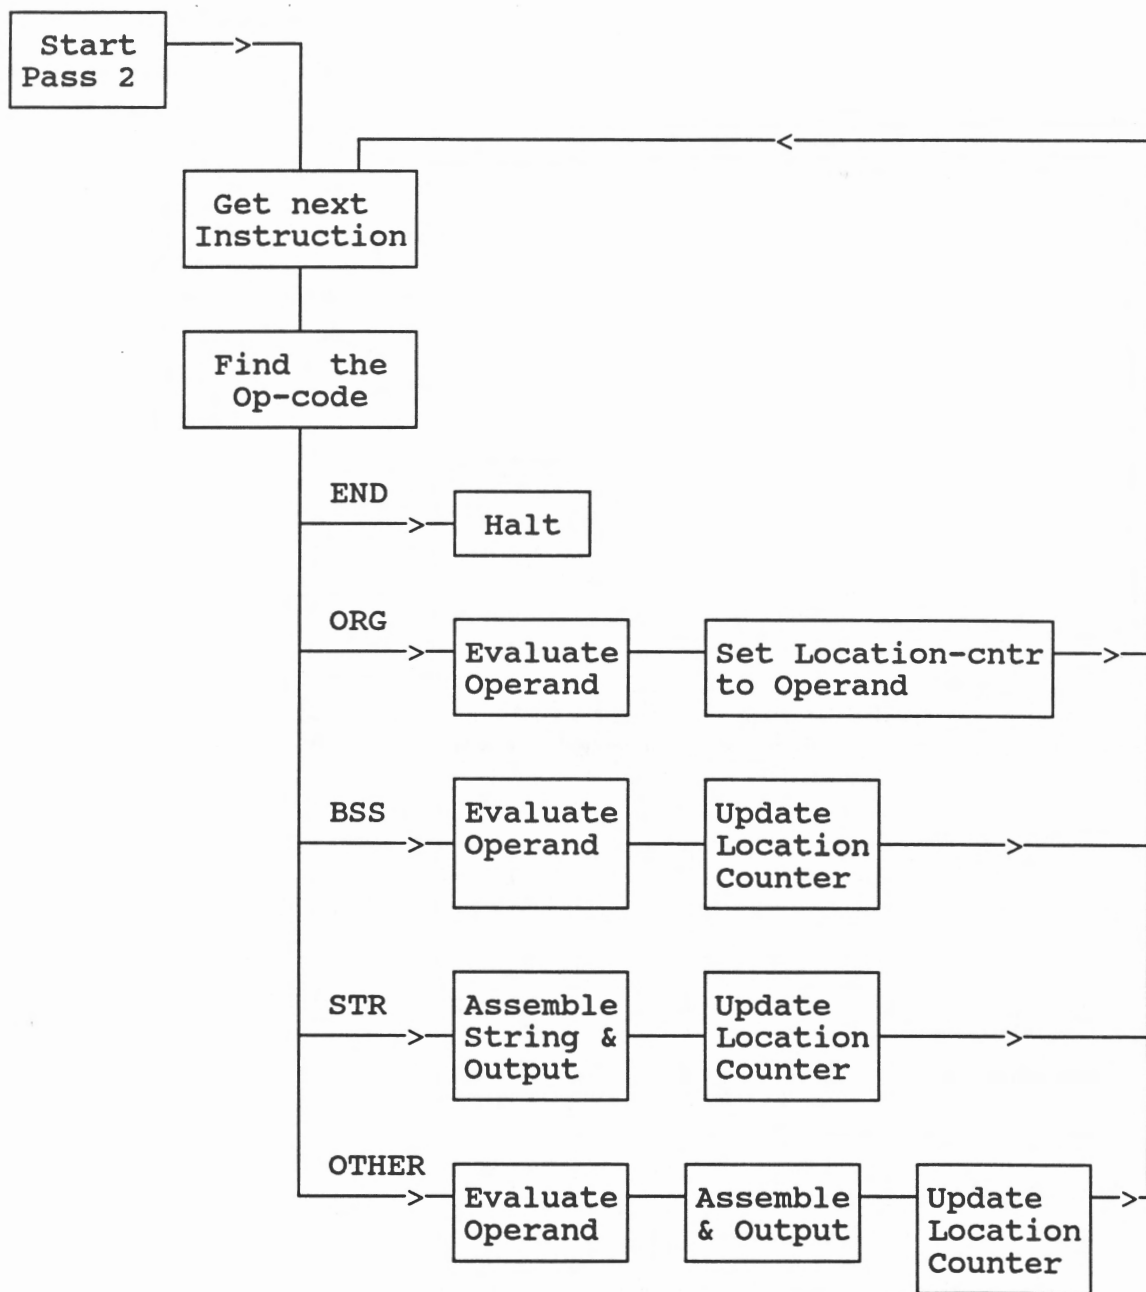 Start
Pass 2
Get next
Instruction
Find the
Op-code
END
Halt
ORG
Evaluate
Operand
Set Location-cntr
to Operand
BSS
Evaluate
Operand
Update
Location
Counter
STR
Assemble
String &
Output
Update
Location
Counter
OTHER
Evaluate
Operand
Assemble
& Output
Update
Location
Counter